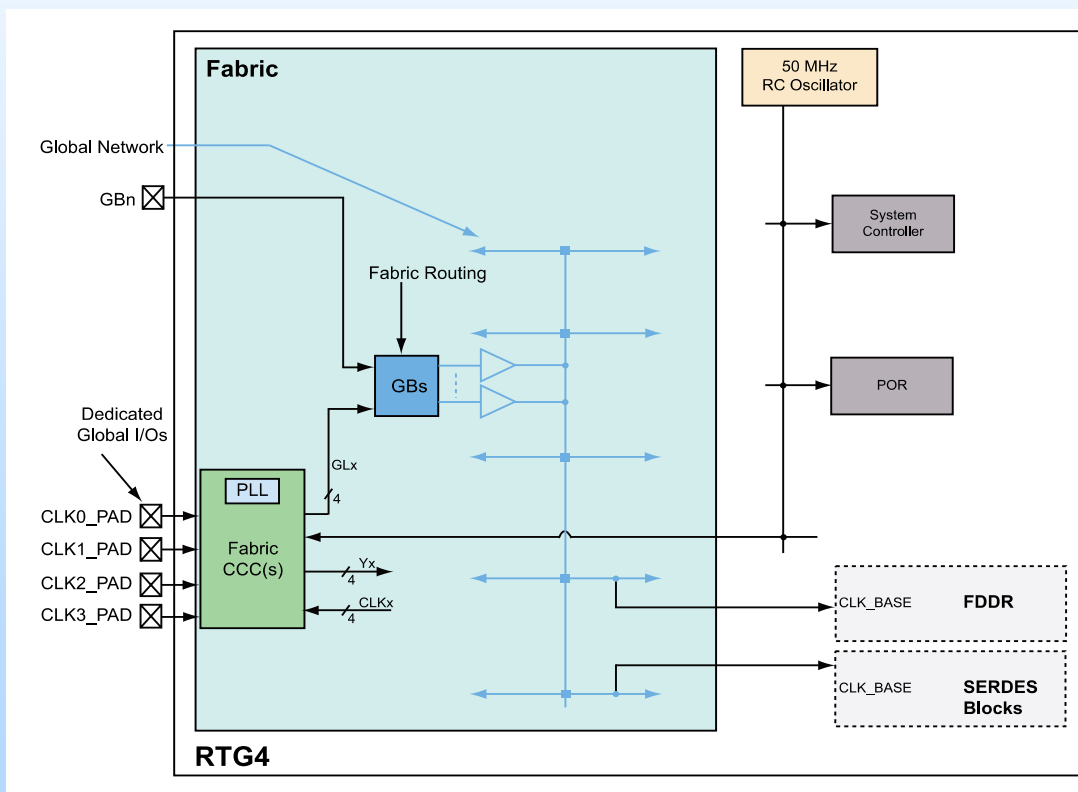 Fabric
50 MHz
RC Oscillator
Global Network
GBn
System
Controller
Fabric Routing
GBs
POR
Dedicated
Global I/Os
GLx
4
PLL
CLK0_PAD
CLK1_PAD
CLK2_PAD
CLK3_PAD
Fabric
CCC(s)
Yx
4
CLKx
4
CLK_BASE FDDR
CLK_BASE SERDES
Blocks
RTG4